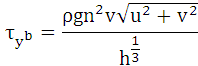 τ_y^b = ρgn²v√(u² + v²) / h^(1/3)